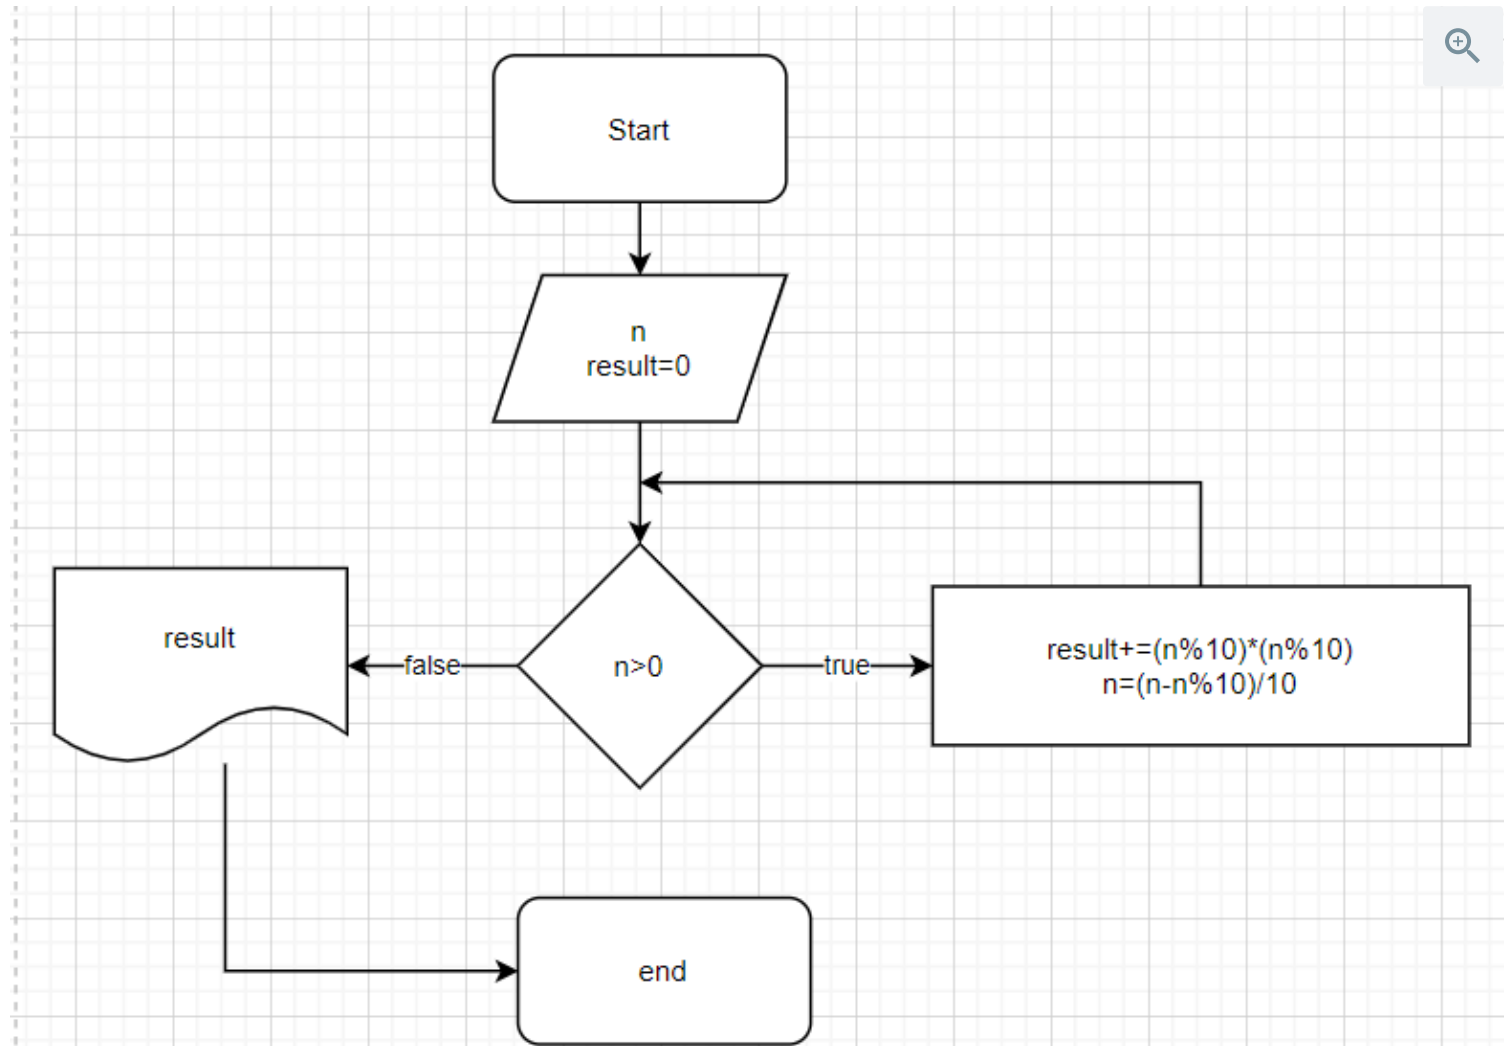 Start
n
result=0
n>0
true
result+=(n%10)*(n%10)
n=(n-n%10)/10
false
result
end